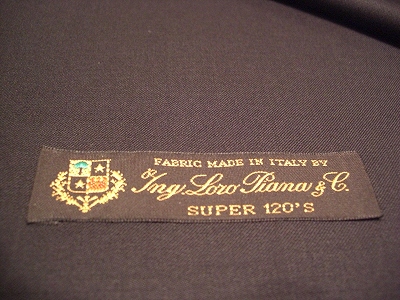 FABRIC MADE IN ITALY BY
Ing. Loro Piana & C.
SUPER 120'S